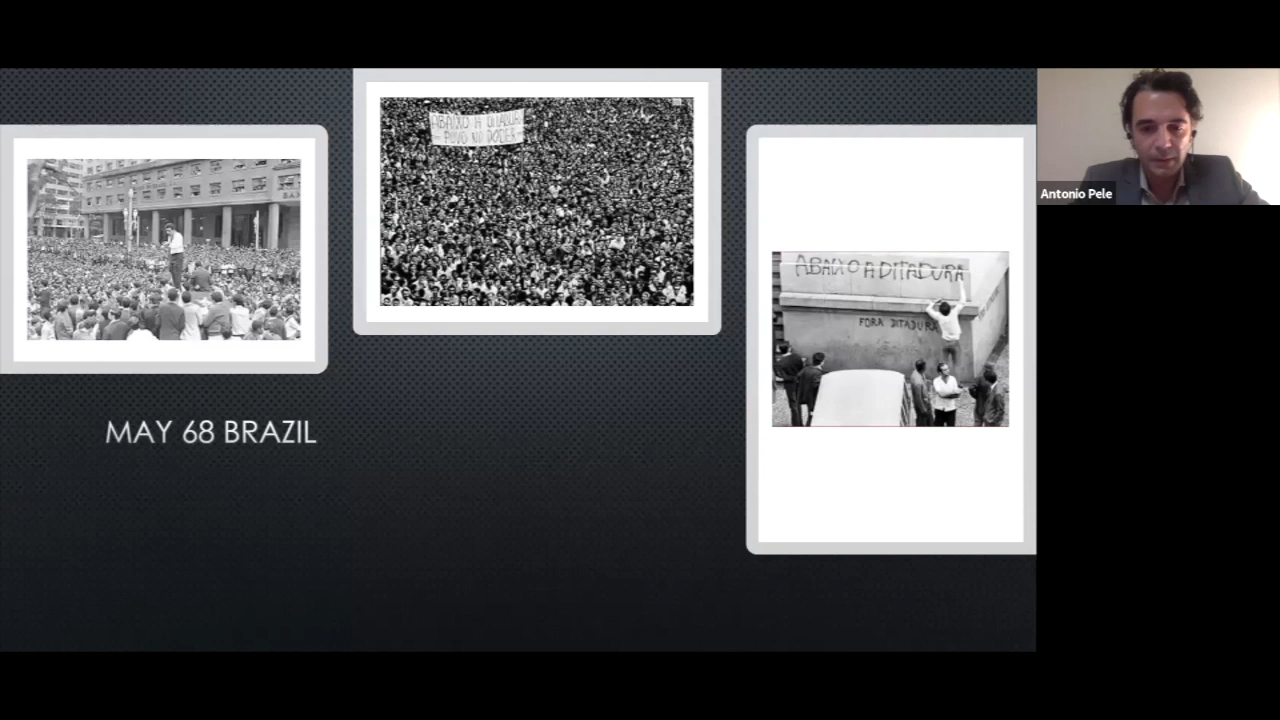 ABAIXO A DITADURA
POVO NO PODER
ABAIXO A DITADURA
FORA DITADURA
MAY 68 BRAZIL
Antonio Pele